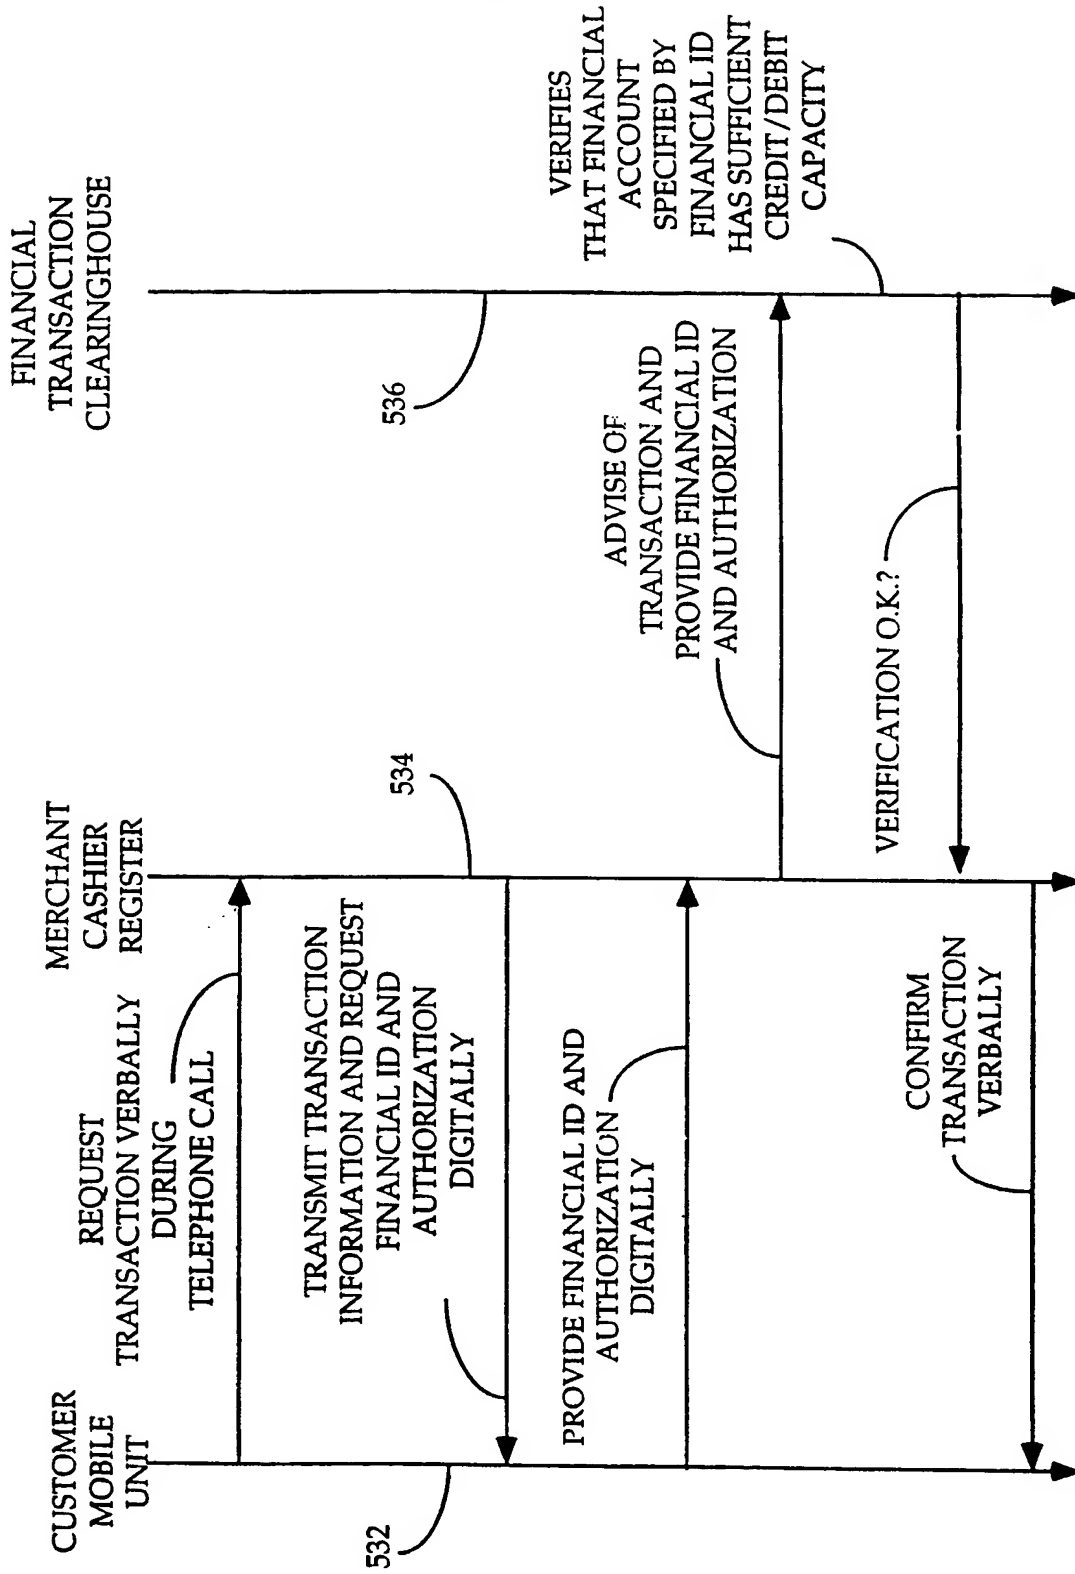 CUSTOMER
MOBILE
UNIT
MERCHANT
CASHIER
REGISTER
FINANCIAL
TRANSACTION
CLEARINGHOUSE
REQUEST
TRANSACTION VERBALLY
DURING
TELEPHONE CALL
532
534
536
TRANSMIT TRANSACTION
INFORMATION AND REQUEST
FINANCIAL ID AND
AUTHORIZATION
DIGITALLY
PROVIDE FINANCIAL ID AND
AUTHORIZATION
DIGITALLY
ADVISE OF
TRANSACTION AND
PROVIDE FINANCIAL ID
AND AUTHORIZATION
VERIFIES
THAT FINANCIAL
ACCOUNT
SPECIFIED BY
FINANCIAL ID
HAS SUFFICIENT
CREDIT/DEBIT
CAPACITY
VERIFICATION O.K.?
CONFIRM
TRANSACTION
VERBALLY